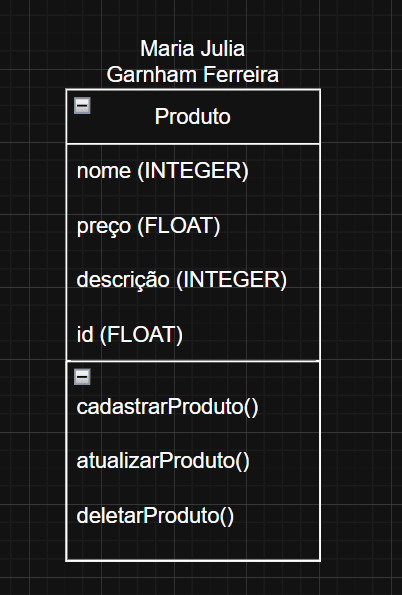 Maria Julia
Garnham Ferreira
Produto
nome (INTEGER)
preço (FLOAT)
descrição (INTEGER)
id (FLOAT)
cadastrarProduto()
atualizarProduto()
deletarProduto()